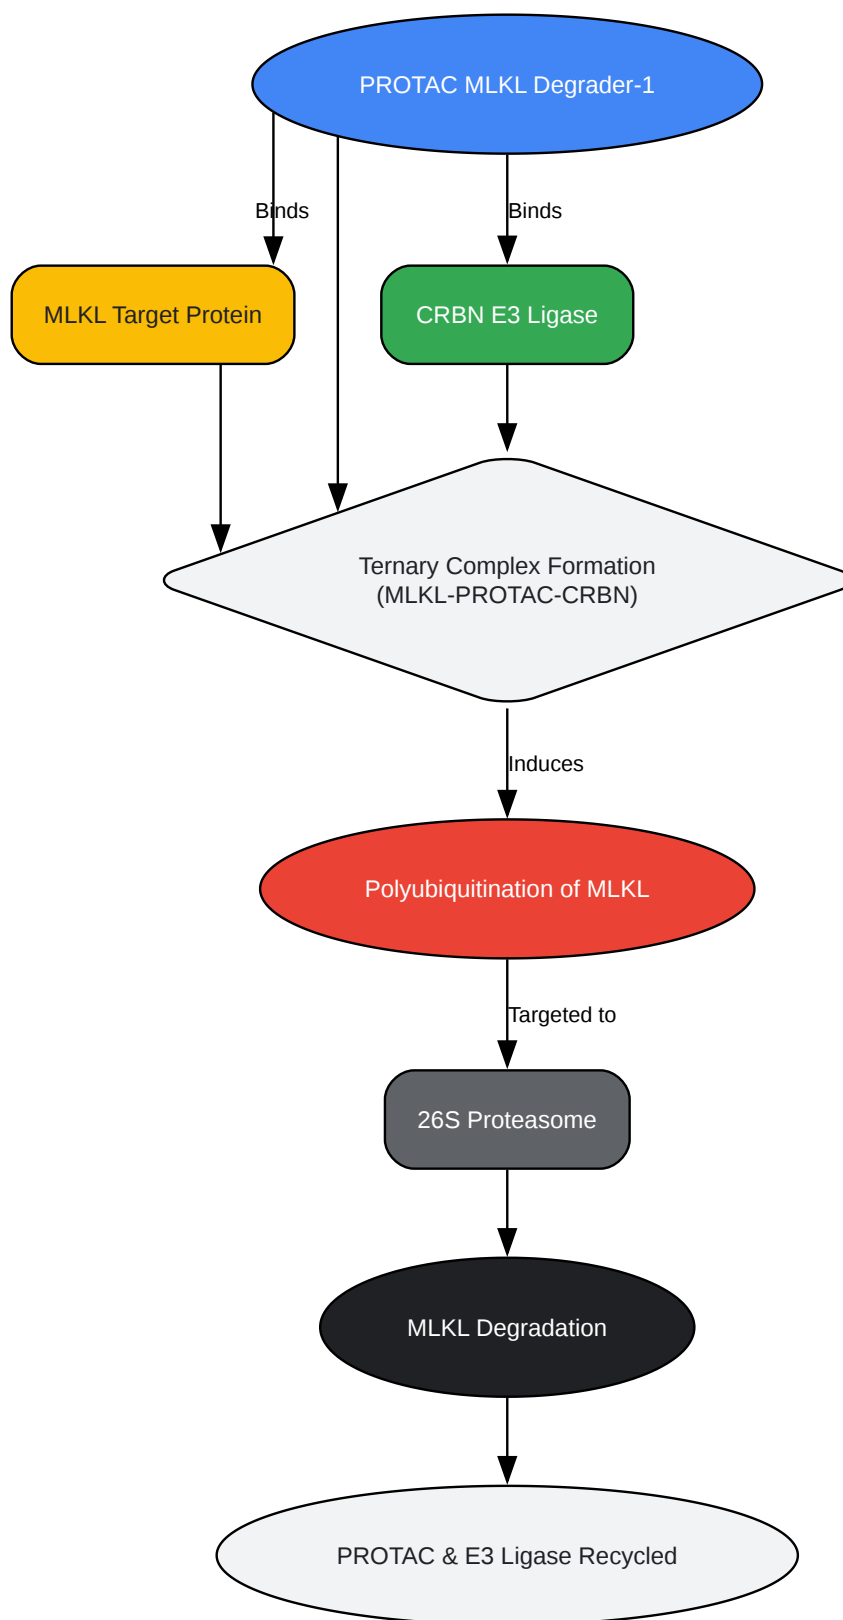 PROTAC MLKL Degrader-1
Binds
Binds
MLKL Target Protein
CRBN E3 Ligase
Ternary Complex Formation
(MLKL-PROTAC-CRBN)
Induces
Polyubiquitination of MLKL
Targeted to
26S Proteasome
MLKL Degradation
PROTAC & E3 Ligase Recycled